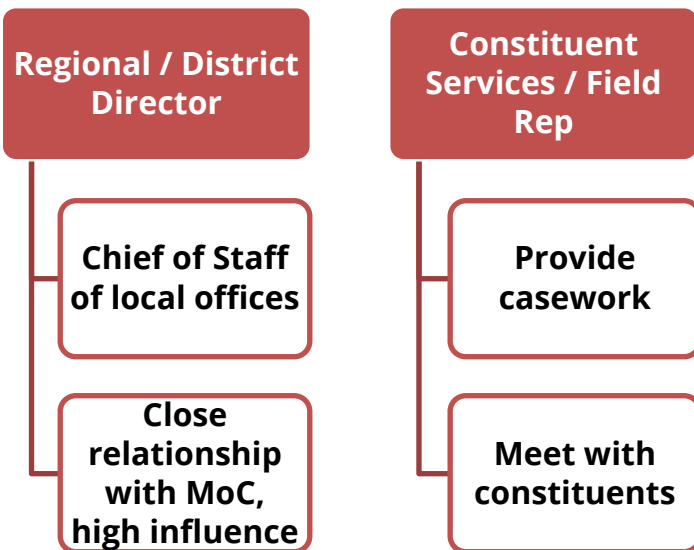 Regional / District
Director
Chief of Staff
of local offices
Close
relationship
with MoC,
high influence
Constituent
Services / Field
Rep
Provide
casework
Meet with
constituents